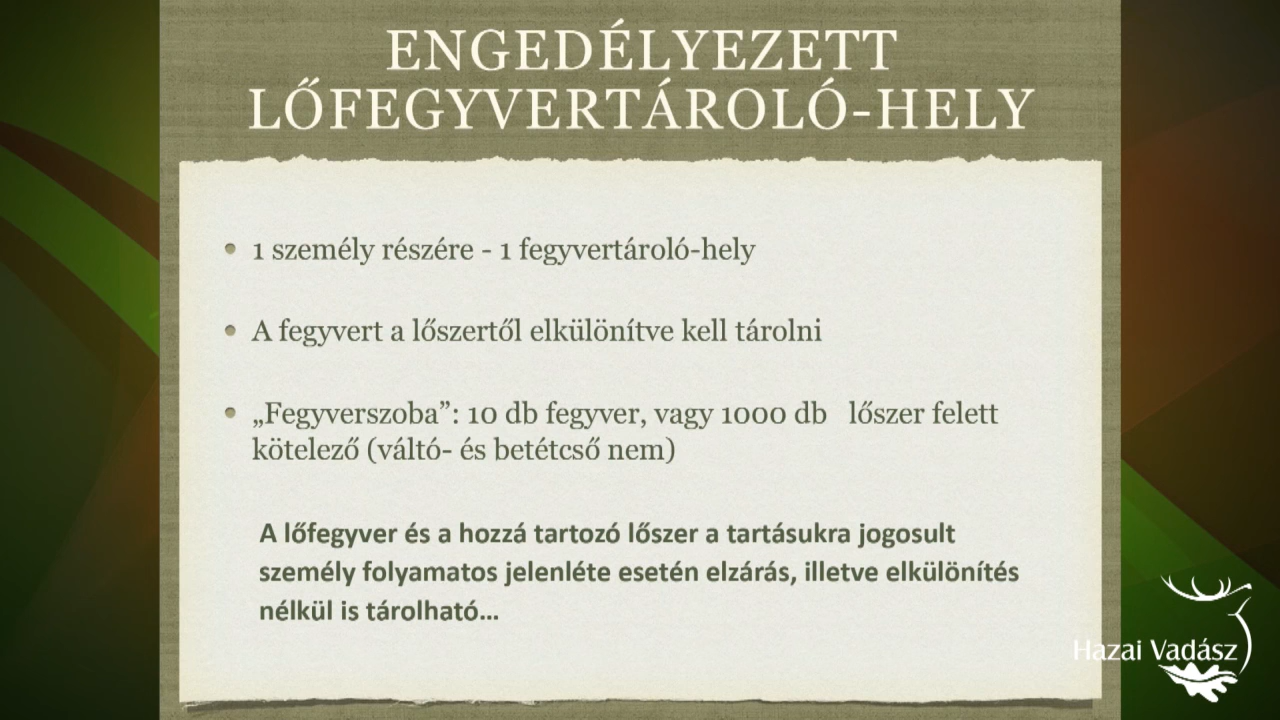 ENGEDÉLYEZETT
LŐFEGYVERTÁROLÓ-HELY
• 1 személy részére - 1 fegyvertároló-hely
• A fegyvert a lőszertől elkülönítve kell tárolni
• „Fegyverszoba”: 10 db fegyver, vagy 1000 db lőszer felett
kötelező (váltó- és betétcső nem)
A lőfegyver és a hozzá tartozó lőszer a tartásukra jogosult
személy folyamatos jelenléte esetén elzárás, illetve elkülönítés
nélkül is tárolható...
Hazai Vadász